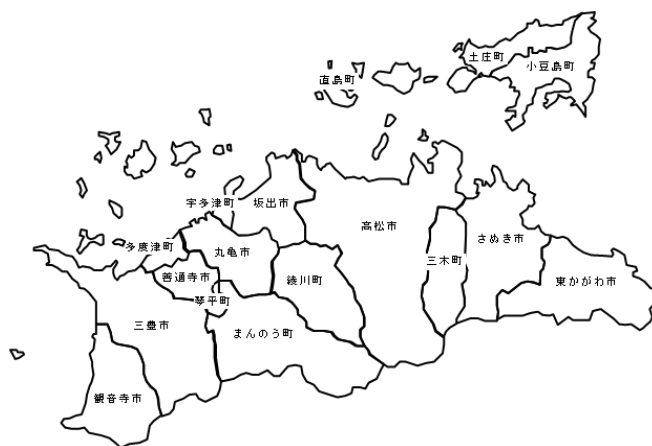 土庄町
小豆島町
直島町
宇多津町
坂出市
高松市
多度津町
丸亀市
さぬき市
三木町
善通寺市
綾川町
東かがわ市
琴平町
三豊市
まんのう町
観音寺市